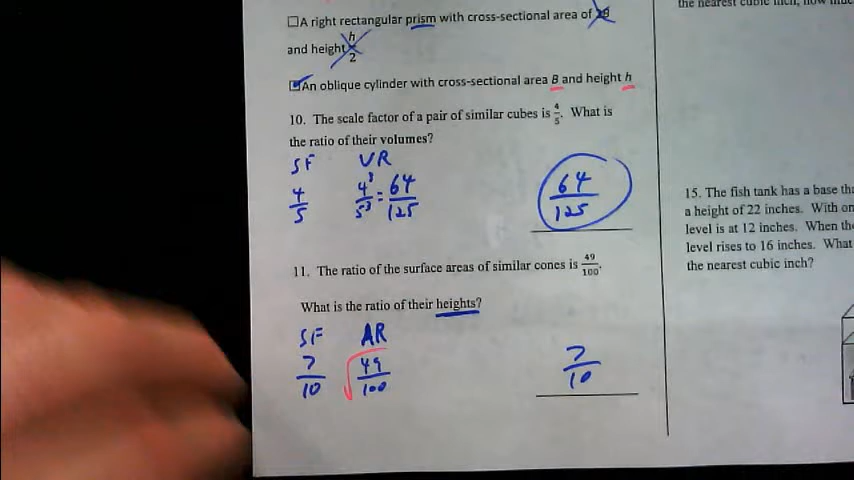 ☐A right rectangular prism with cross-sectional area of 2B
and height h/2
☑An oblique cylinder with cross-sectional area B and height h
10. The scale factor of a pair of similar cubes is 4/5. What is
the ratio of their volumes?
SF VR
4/5 4³/5³ = 64/125
64/125
11. The ratio of the surface areas of similar cones is 49/100.
What is the ratio of their heights?
SF AR
7/10 √49/100
7/10
the nearest cubic inch, how
15. The fish tank has a base
a height of 22 inches. With
level is at 12 inches. When
level rises to 16 inches. What
the nearest cubic inch?